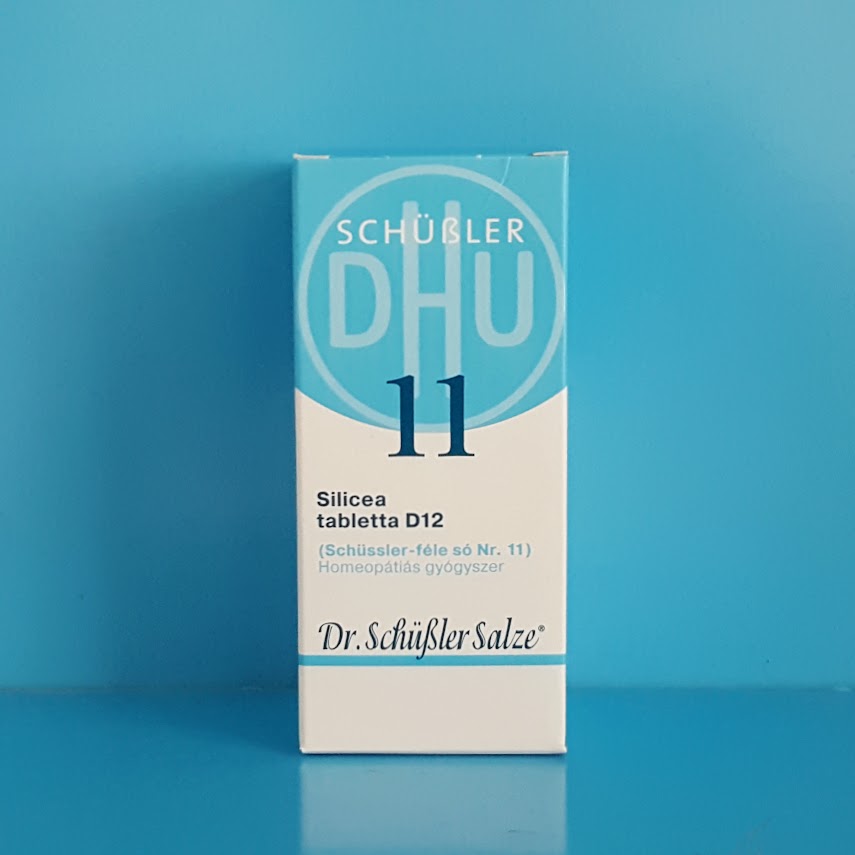 SCHÜßLER
DHU
11
Silicea
tabletta D12
(Schüssler-féle só Nr. 11)
Homeopátiás gyógyszer
Dr. Schüßler Salze®